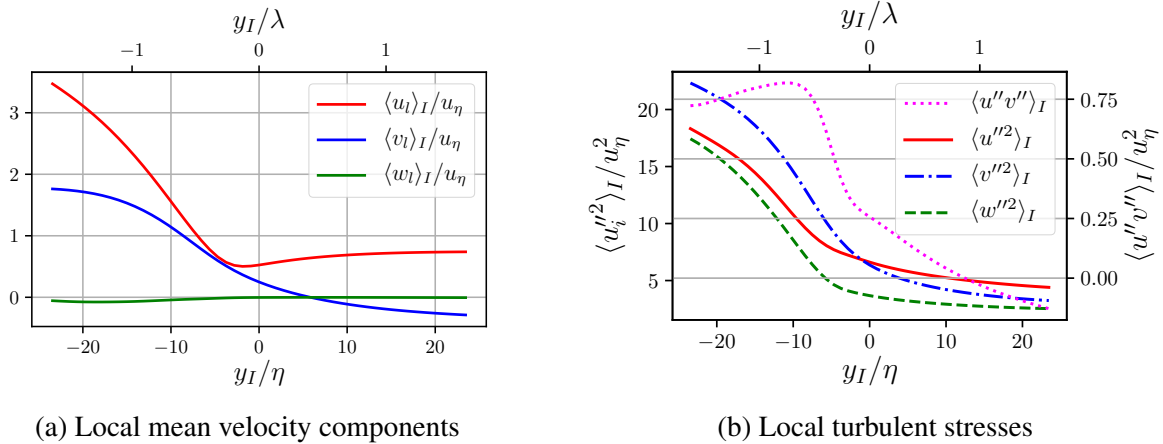 y_I/λ
−1 0 1
3
2
1
0
⟨u_l⟩_I/u_η
⟨v_l⟩_I/u_η
⟨w_l⟩_I/u_η
−20 −10 0 10 20
y_I/η
(a) Local mean velocity components
y_I/λ
−1 0 1
⟨u_i''^2⟩_I/u_η^2
20
15
10
5
⟨u''v''⟩_I
⟨u''^2⟩_I
⟨v''^2⟩_I
⟨w''^2⟩_I
0.75
0.50
0.25
0.00
⟨u''v''⟩_I/u_η^2
−20 −10 0 10 20
y_I/η
(b) Local turbulent stresses